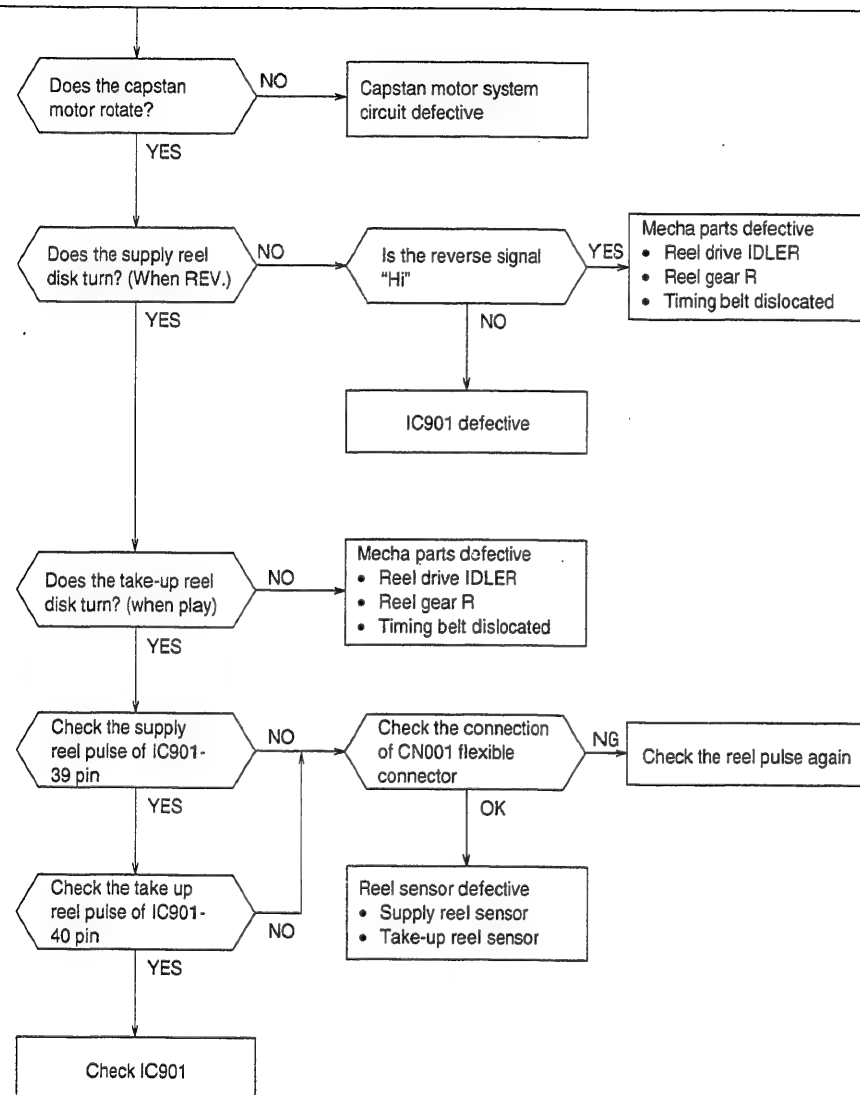 Does the capstan
motor rotate?
NO
Capstan motor system
circuit defective
YES
Does the supply reel
disk turn? (When REV.)
NO
Is the reverse signal
“Hi”
YES
Mecha parts defective
• Reel drive IDLER
• Reel gear R
• Timing belt dislocated
YES
NO
IC901 defective
Does the take-up reel
disk turn? (when play)
NO
Mecha parts defective
• Reel drive IDLER
• Reel gear R
• Timing belt dislocated
YES
Check the supply
reel pulse of IC901-
39 pin
NO
Check the connection
of CN001 flexible
connector
NG
Check the reel pulse again
YES
OK
Check the take up
reel pulse of IC901-
40 pin
NO
Reel sensor defective
• Supply reel sensor
• Take-up reel sensor
YES
Check IC901